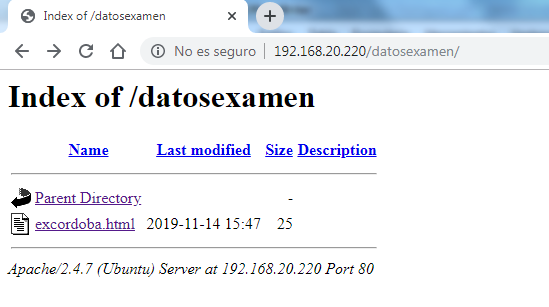 Index of /datosexamen
No es seguro | 192.168.20.220/datosexamen/
Index of /datosexamen
Name Last modified Size Description
Parent Directory -
excordoba.html 2019-11-14 15:47 25
Apache/2.4.7 (Ubuntu) Server at 192.168.20.220 Port 80